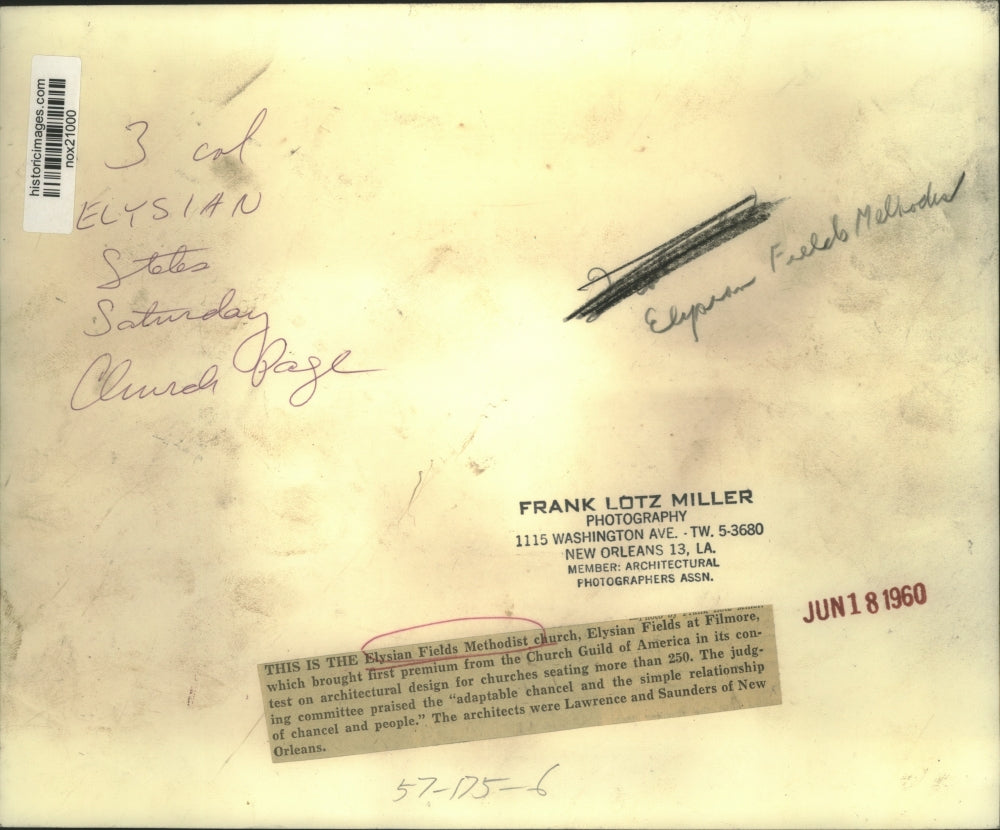 historicimages.com
nox21000
3 col
ELYSIAN
States
Saturday
Church Page
Elysian Fields Methodist
FRANK LOTZ MILLER
PHOTOGRAPHY
1115 WASHINGTON AVE. - TW. 5-3680
NEW ORLEANS 13, LA.
MEMBER: ARCHITECTURAL
PHOTOGRAPHERS ASSN.
JUN 18 1960
THIS IS THE Elysian Fields Methodist church, Elysian Fields at Filmore,
which brought first premium from the Church Guild of America in its con-
test on architectural design for churches seating more than 250. The judg-
ing committee praised the "adaptable chancel and the simple relationship
of chancel and people." The architects were Lawrence and Saunders of New
Orleans.
57-175-6